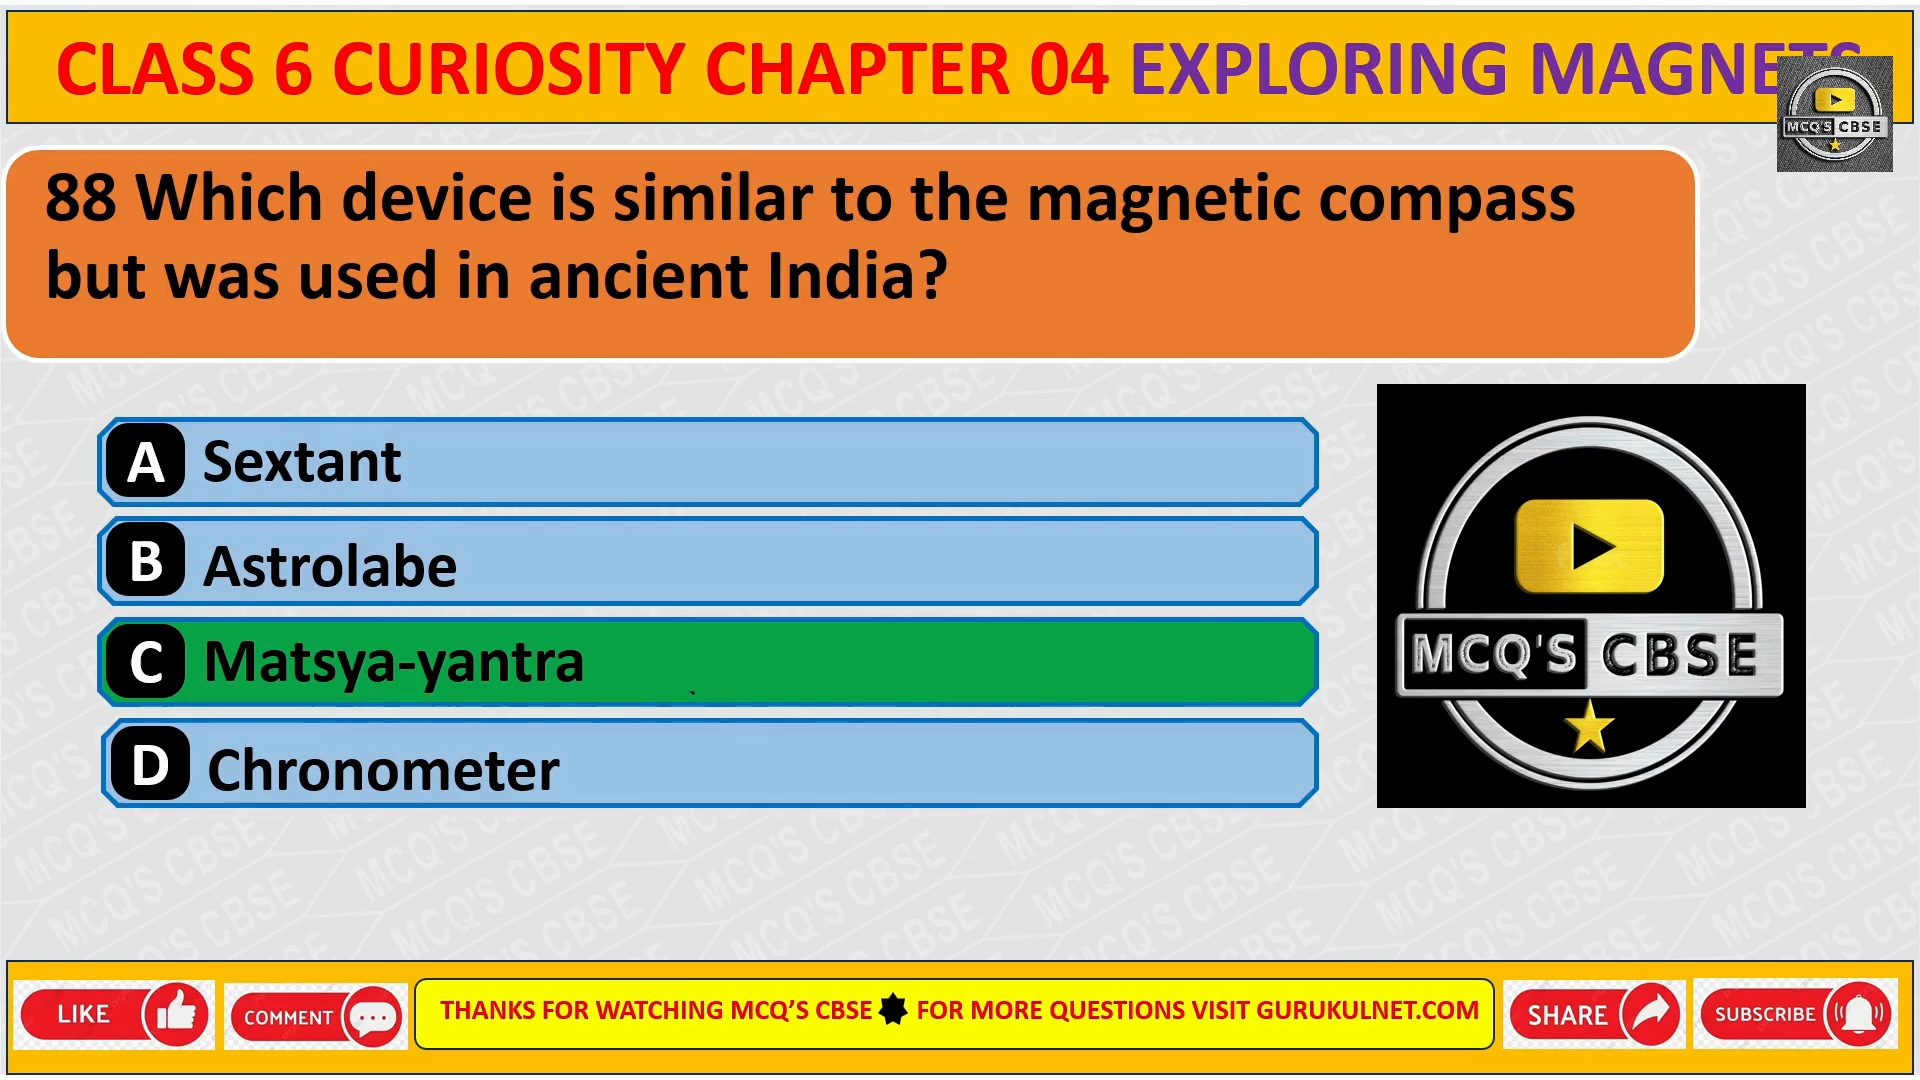 CLASS 6 CURIOSITY CHAPTER 04 EXPLORING MAGNETS
MCQ'S CBSE
88 Which device is similar to the magnetic compass
but was used in ancient India?
A Sextant
B Astrolabe
C Matsya-yantra
D Chronometer
MCQ'S CBSE
LIKE
COMMENT
THANKS FOR WATCHING MCQ’S CBSE FOR MORE QUESTIONS VISIT GURUKULNET.COM
SHARE
SUBSCRIBE